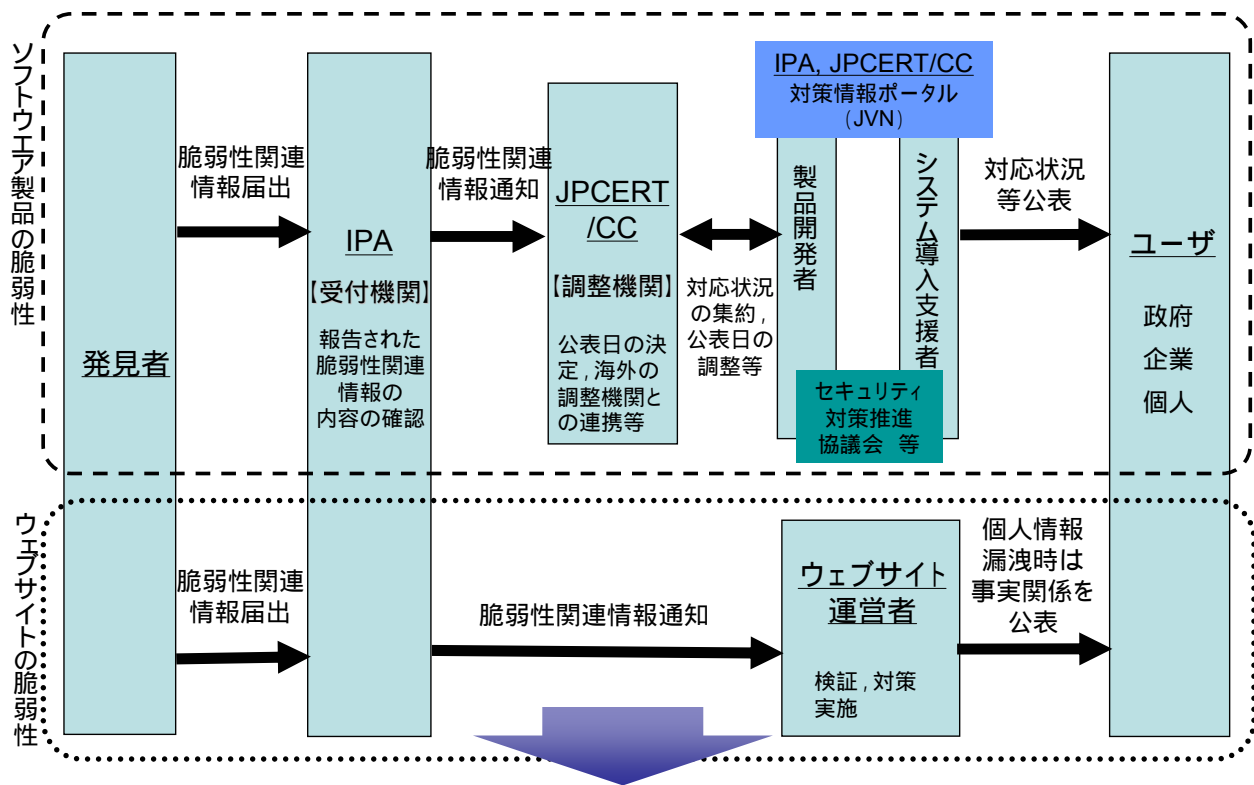 ソフトウエア製品の脆弱性
発見者
脆弱性関連
情報届出
IPA
【受付機関】
報告された
脆弱性関連
情報の
内容の確認
脆弱性関連
情報通知
JPCERT
/CC
【調整機関】
公表日の決
定,海外の
調整機関と
の連携等
対応状況
の集約,
公表日の
調整等
IPA, JPCERT/CC
対策情報ポータル
(JVN)
製品開発者
システム導入支援者
セキュリティ
対策推進
協議会 等
対応状況
等公表
ユーザ
政府
企業
個人
ウェブサイトの脆弱性
脆弱性関連
情報届出
脆弱性関連情報通知
ウェブサイト
運営者
検証,対策
実施
個人情報
漏洩時は
事実関係を
公表